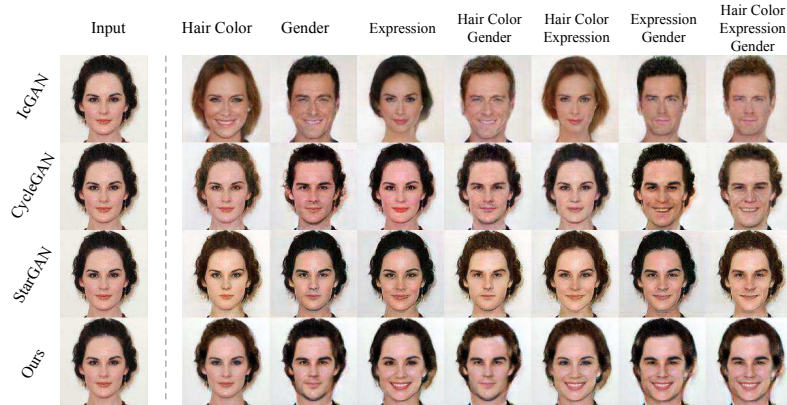 Input
Hair Color
Gender
Expression
Hair Color
Gender
Hair Color
Expression
Expression
Gender
Hair Color
Expression
Gender
IcGAN
CycleGAN
StarGAN
Ours